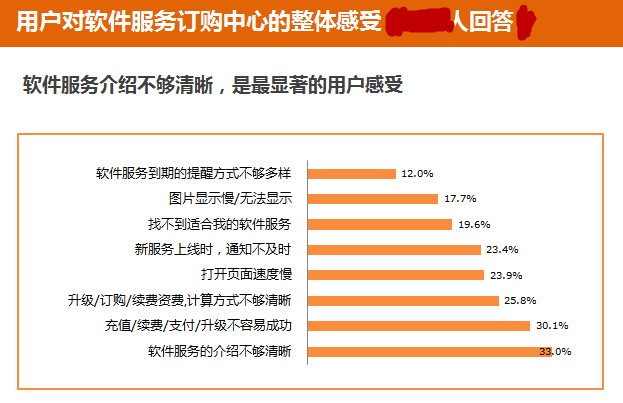 用户对软件服务订购中心的整体感受 人回答
软件服务介绍不够清晰，是最显著的用户感受
软件服务到期的提醒方式不够多样 12.0%
图片显示慢/无法显示 17.7%
找不到适合我的软件服务 19.6%
新服务上线时，通知不及时 23.4%
打开页面速度慢 23.9%
升级/订购/续费资费,计算方式不够清晰 25.8%
充值/续费/支付/升级不容易成功 30.1%
软件服务的介绍不够清晰 33.0%